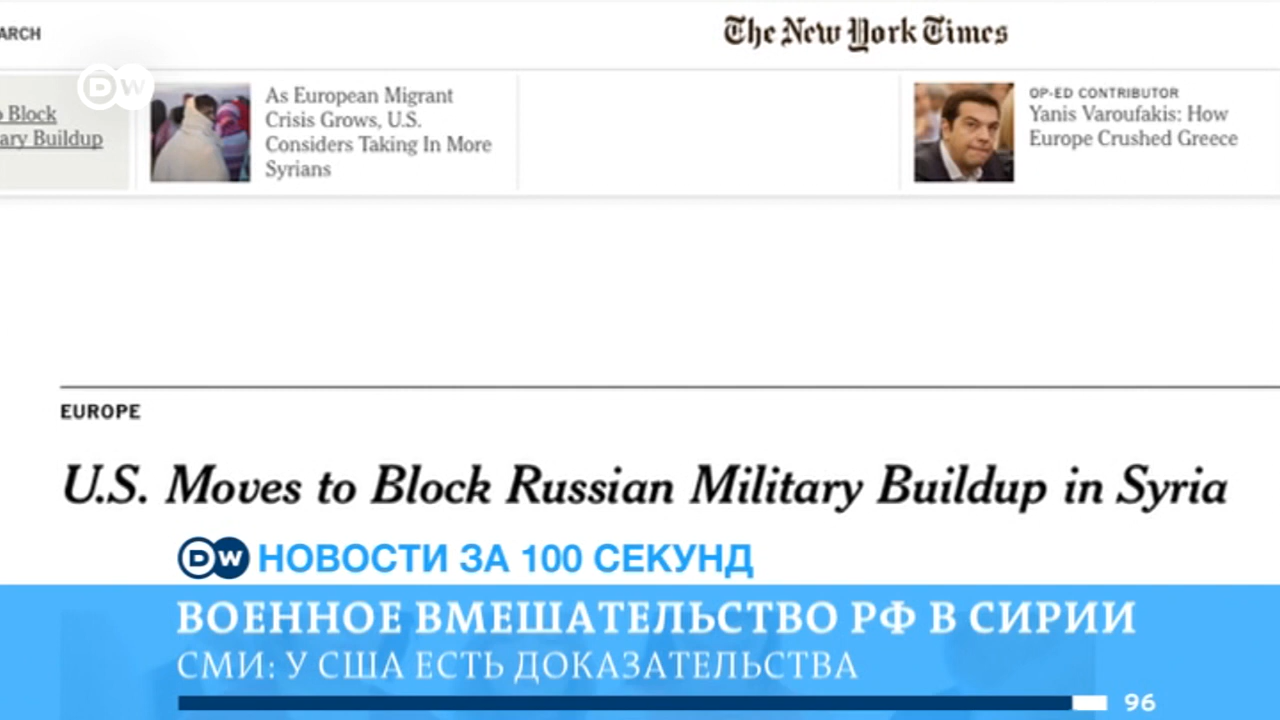 ARCH
The New York Times
DW
Block
ary Buildup
As European Migrant
Crisis Grows, U.S.
Considers Taking In More
Syrians
OP-ED CONTRIBUTOR
Yanis Varoufakis: How
Europe Crushed Greece
EUROPE
U.S. Moves to Block Russian Military Buildup in Syria
DW НОВОСТИ ЗА 100 СЕКУНД
ВОЕННОЕ ВМЕШАТЕЛЬСТВО РФ В СИРИИ
СМИ: У США ЕСТЬ ДОКАЗАТЕЛЬСТВА
96